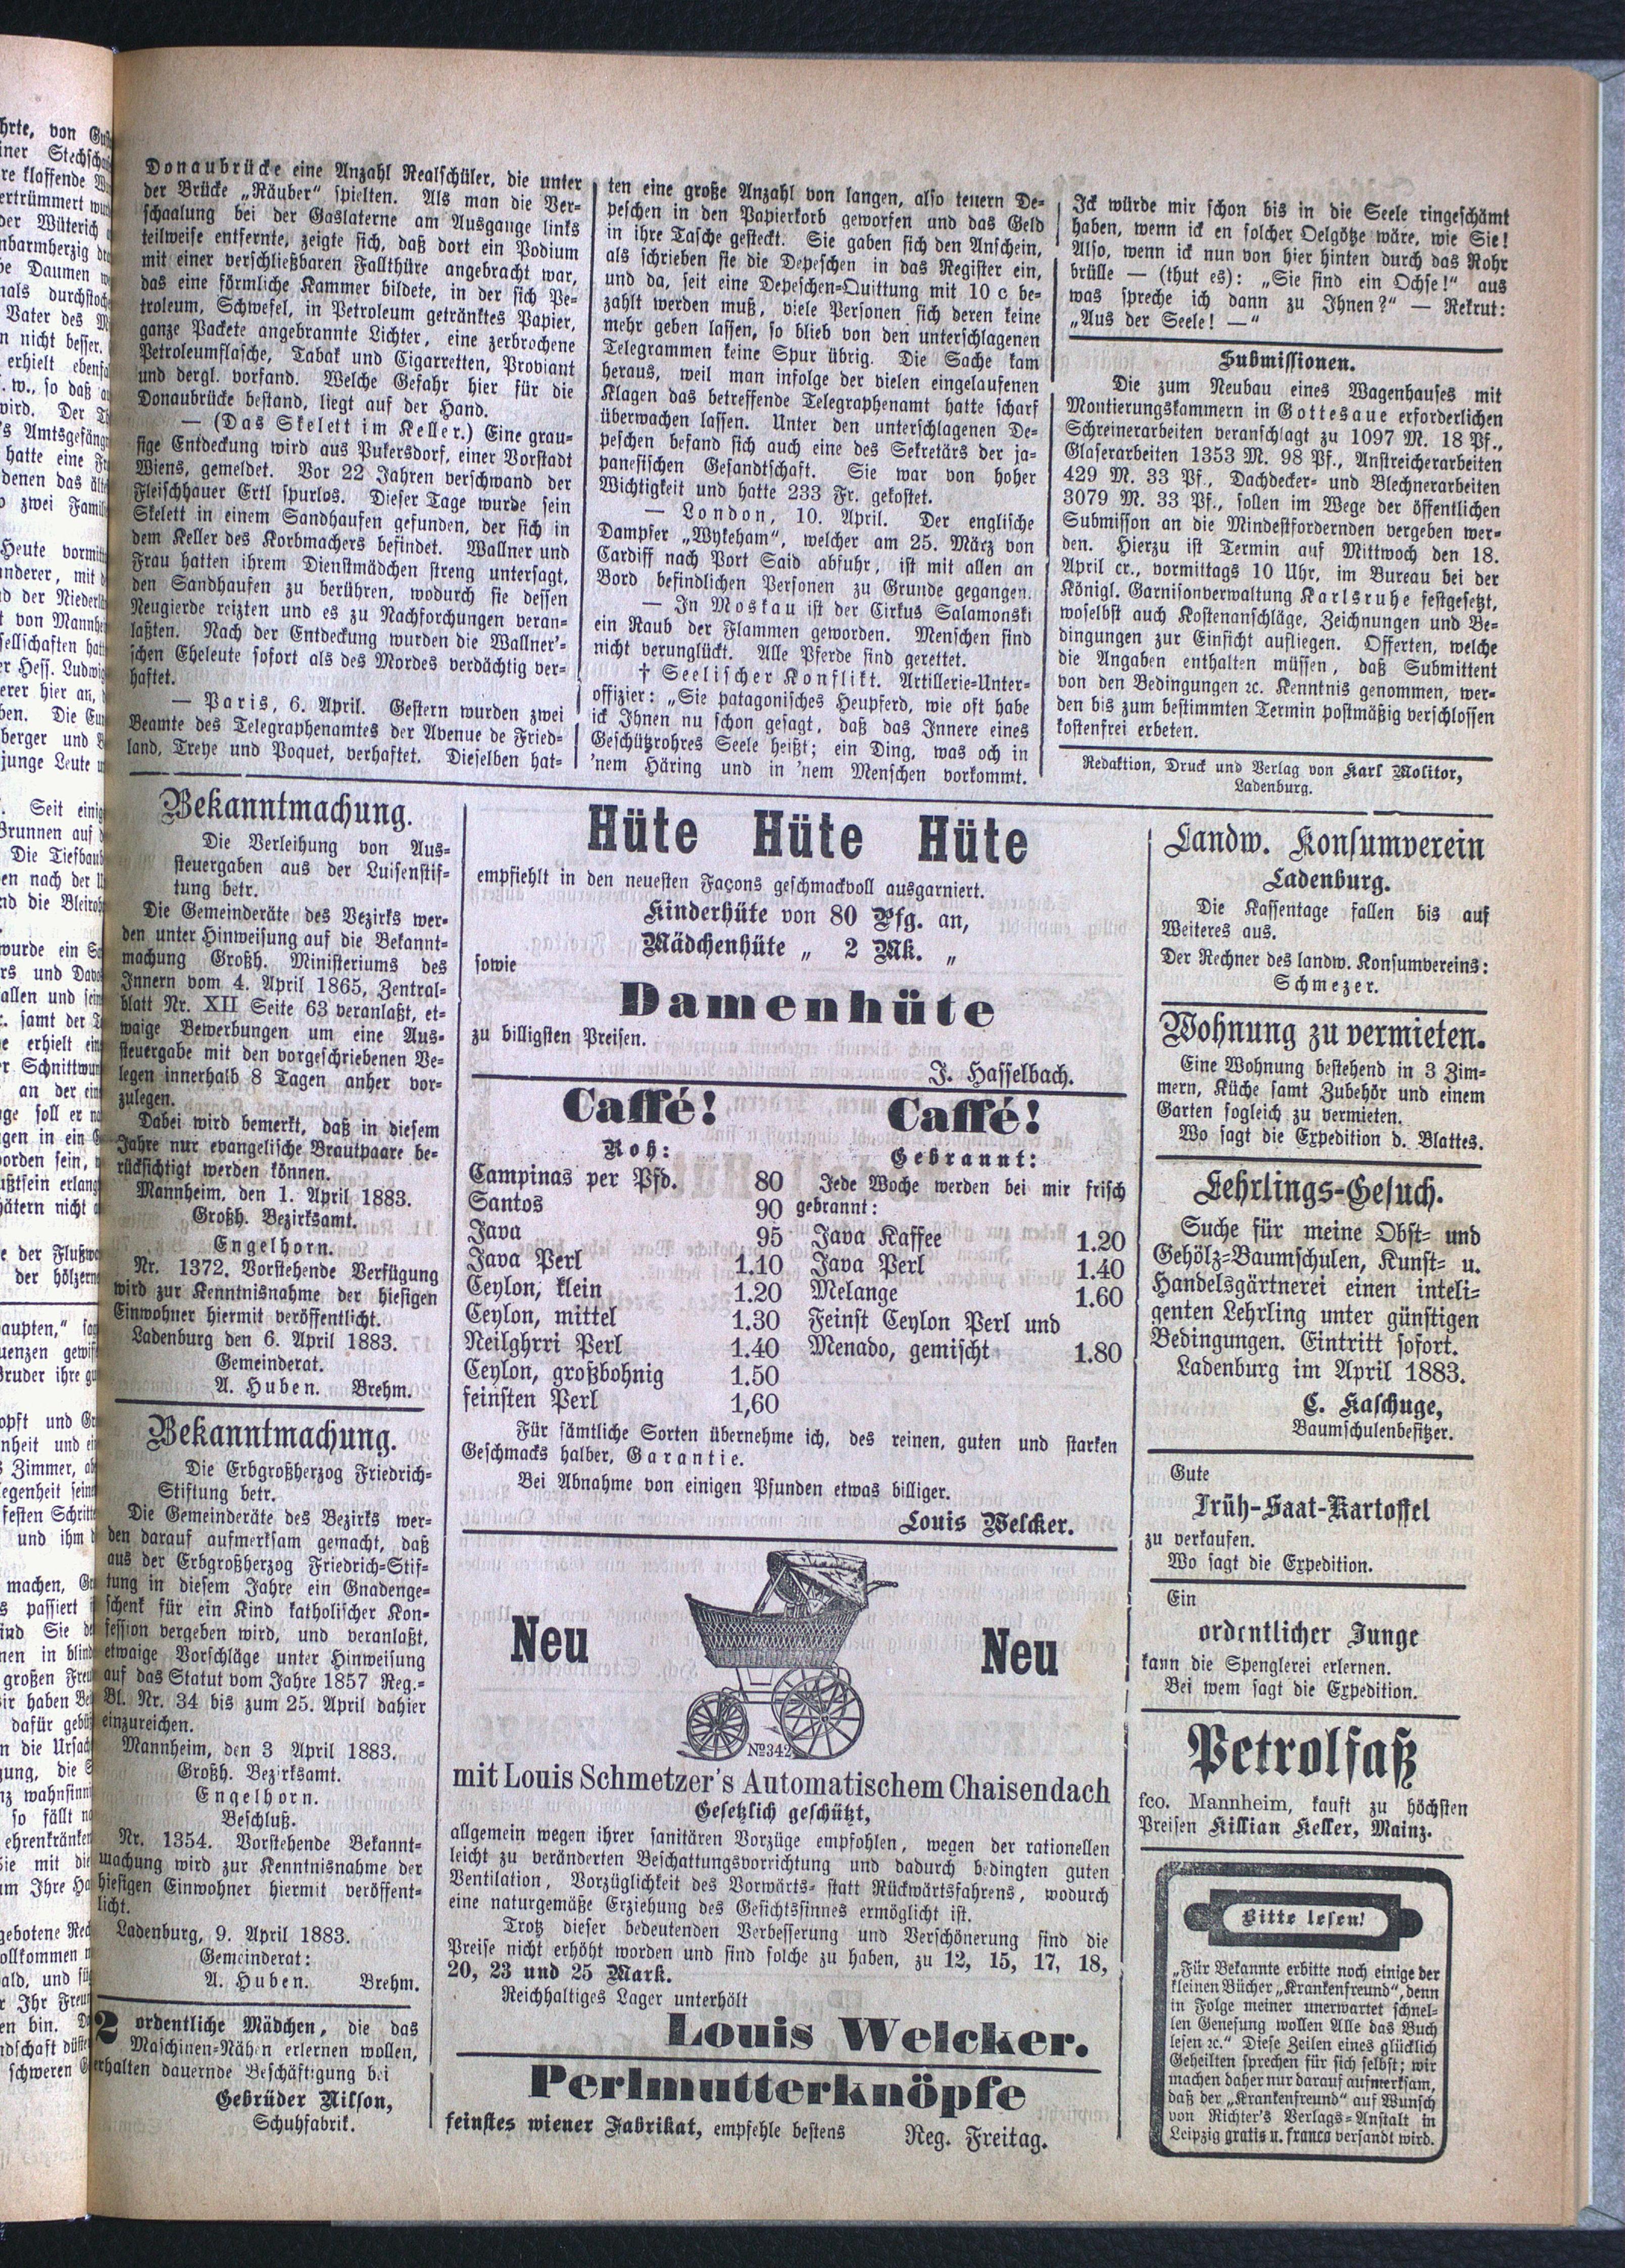 Donaubrücke eine Anzahl Realschüler, die unter
der Brücke „Räuber“ spielten. Als man die Ver-
schaalung bei der Gaslaterne am Ausgange links
teilweise entfernte, zeigte sich, daß dort ein Podium
mit einer verschließbaren Fallthüre angebracht war,
das eine förmliche Kammer bildete, in der sich Pe-
troleum, Schwefel, in Petroleum getränktes Papier,
ganze Packete angebrannte Lichter, eine zerbrochene
Petroleumflasche, Tabak und Cigarretten, Proviant
und dergl. vorfand. Welche Gefahr hier für die
Donaubrücke bestand, liegt auf der Hand.
— (Das Skelett im Keller.) Eine grau-
sige Entdeckung wird aus Pukersdorf, einer Vorstadt
Wiens, gemeldet. Vor 22 Jahren verschwand der
Fleischhauer Ertl spurlos. Dieser Tage wurde sein
Skelett in einem Sandhaufen gefunden, der sich in
dem Keller des Korbmachers befindet. Wallner und
Frau hatten ihrem Dienstmädchen streng untersagt,
den Sandhaufen zu berühren, wodurch sie dessen
Neugierde reizten und es zu Nachforchungen veran-
laßten. Nach der Entdeckung wurden die Wallner'-
schen Eheleute sofort als des Mordes verdächtig ver-
haftet.
— Paris, 6. April. Gestern wurden zwei
Beamte des Telegraphenamtes der Avenue de Fried-
land, Treye und Poquet, verhaftet. Dieselben hat-
ten eine große Anzahl von langen, also teuern De-
peschen in den Papierkorb geworfen und das Geld
in ihre Tasche gesteckt. Sie gaben sich den Anschein,
als schrieben sie die Depeschen in das Register ein,
und da, seit eine Depeschen-Quittung mit 10 c be-
zahlt werden muß, viele Personen sich deren keine
mehr geben lassen, so blieb von den unterschlagenen
Telegrammen keine Spur übrig. Die Sache kam
heraus, weil man infolge der vielen eingelaufenen
Klagen das betreffende Telegraphenamt hatte scharf
überwachen lassen. Unter den unterschlagenen De-
peschen befand sich auch eine des Sekretärs der ja-
panesischen Gesandtschaft. Sie war von hoher
Wichtigkeit und hatte 233 Fr. gekostet.
— London, 10. April. Der englische
Dampfer „Wykeham“, welcher am 25. März von
Cardiff nach Port Said abfuhr, ist mit allen an
Bord befindlichen Personen zu Grunde gegangen.
— In Moskau ist der Cirkus Salamonski
ein Raub der Flammen geworden. Menschen sind
nicht verunglückt. Alle Pferde sind gerettet.
† Seelischer Konflikt. Artillerie-Unter-
offizier: „Sie patagonisches Heupferd, wie oft habe
ick Ihnen nu schon gesagt, daß das Innere eines
Geschützrohres Seele heißt; ein Ding, was och in
'nem Häring und in 'nem Menschen vorkommt.
Ick würde mir schon bis in die Seele ringeschämt
haben, wenn ick en solcher Oelgötze wäre, wie Sie!
Also, wenn ick nun von hier hinten durch das Rohr
brülle — (thut es): „Sie sind ein Ochse!“ aus
was spreche ich dann zu Ihnen?“ — Rekrut:
„Aus der Seele! —“
Submissionen.
Die zum Neubau eines Wagenhauses mit
Montierungskammern in Gottesaue erforderlichen
Schreinerarbeiten veranschlagt zu 1097 M. 18 Pf.,
Glaserarbeiten 1353 M. 98 Pf., Anstreicherarbeiten
429 M. 33 Pf., Dachdecker- und Blechnerarbeiten
3079 M. 33 Pf., sollen im Wege der öffentlichen
Submisson an die Mindestfordernden vergeben wer-
den. Hierzu ist Termin auf Mittwoch den 18.
April cr., vormittags 10 Uhr, im Bureau bei der
Königl. Garnisonverwaltung Karlsruhe festgesetzt,
woselbst auch Kostenanschläge, Zeichnungen und Be-
dingungen zur Einsicht aufliegen. Offerten, welche
die Angaben enthalten müssen, daß Submittent
von den Bedingungen ꝛc. Kenntnis genommen, wer-
den bis zum bestimmten Termin postmäßig verschlossen
kostenfrei erbeten.
Redaktion, Druck und Verlag von Karl Molitor,
Ladenburg.
Bekanntmachung.
Die Verleihung von Aus-
steuergaben aus der Luisenstif-
tung betr.
Die Gemeinderäte des Bezirks wer-
den unter Hinweisung auf die Bekannt-
machung Großh. Ministeriums des
Innern vom 4. April 1865, Zentral-
blatt Nr. XII Seite 63 veranlaßt, et-
waige Bewerbungen um eine Aus-
steuergabe mit den vorgeschriebenen Be-
legen innerhalb 8 Tagen anher vor-
zulegen.
Dabei wird bemerkt, daß in diesem
Jahre nur evangelische Brautpaare be-
rücksichtigt werden können.
Mannheim, den 1. April 1883.
Großh. Bezirksamt.
Engelhorn.
Nr. 1372. Vorstehende Verfügung
wird zur Kenntnisnahme der hiesigen
Einwohner hiermit veröffentlicht.
Ladenburg den 6. April 1883.
Gemeinderat.
A. Huben. Brehm.
Bekanntmachung.
Die Erbgroßherzog Friedrich-
Stiftung betr.
Die Gemeinderäte des Bezirks wer-
den darauf aufmerksam gemacht, daß
aus der Erbgroßherzog Friedrich-Stif-
tung in diesem Jahre ein Gnadenge-
schenk für ein Kind katholischer Kon-
fession vergeben wird, und veranlaßt,
etwaige Vorschläge unter Hinweisung
auf das Statut vom Jahre 1857 Reg.-
Bl. Nr. 34 bis zum 25. April dahier
einzureichen.
Mannheim, den 3 April 1883.
Großh. Bezirksamt.
Engelhorn.
Beschluß.
Nr. 1354. Vorstehende Bekannt-
machung wird zur Kenntnisnahme der
hiesigen Einwohner hiermit veröffent-
licht.
Ladenburg, 9. April 1883.
Gemeinderat:
A. Huben. Brehm.
2 ordentliche Mädchen, die das
Maschinen-Nähen erlernen wollen,
erhalten dauernde Beschäftigung bei
Gebrüder Nilson,
Schuhfabrik.
Hüte Hüte Hüte
empfiehlt in den neuesten Façons geschmackvoll ausgarniert.
Kinderhüte von 80 Pfg. an,
Mädchenhüte „ 2 Mk. „
sowie
Damenhüte
zu billigsten Preisen.
J. Hasselbach.
Caffé!
Roh:
Campinas per Pfd. 80
Santos 90
Java 95
Java Perl 1.10
Ceylon, klein 1.20
Ceylon, mittel 1.30
Neilghrri Perl 1.40
Ceylon, großbohnig 1.50
feinsten Perl 1,60
Caffé!
Gebrannt:
Jede Woche werden bei mir frisch
gebrannt:
Java Kaffee 1.20
Java Perl 1.40
Melange 1.60
Feinst Ceylon Perl und
Menado, gemischt 1.80
Für sämtliche Sorten übernehme ich, des reinen, guten und starken
Geschmacks halber, Garantie.
Bei Abnahme von einigen Pfunden etwas billiger.
Louis Welcker.
Neu Neu
No 342
mit Louis Schmetzer's Automatischem Chaisendach
Gesetzlich geschützt,
allgemein wegen ihrer sanitären Vorzüge empfohlen, wegen der rationellen
leicht zu veränderten Beschattungsvorrichtung und dadurch bedingten guten
Ventilation, Vorzüglichkeit des Vorwärts- statt Rückwärtsfahrens, wodurch
eine naturgemäße Erziehung des Gesichtssinnes ermöglicht ist.
Trotz dieser bedeutenden Verbesserung und Verschönerung sind die
Preise nicht erhöht worden und sind solche zu haben, zu 12, 15, 17, 18,
20, 23 und 25 Mark.
Reichhaltiges Lager unterhölt
Louis Welcker.
Perlmutterknöpfe
feinstes wiener Fabrikat, empfehle bestens Reg. Freitag.
Landw. Konsumverein
Ladenburg.
Die Kassentage fallen bis auf
Weiteres aus.
Der Rechner des landw. Konsumvereins:
Schmezer.
Wohnung zu vermieten.
Eine Wohnung bestehend in 3 Zim-
mern, Küche samt Zubehör und einem
Garten sogleich zu vermieten.
Wo sagt die Expedition d. Blattes.
Lehrlings-Gesuch.
Suche für meine Obst- und
Gehölz-Baumschulen, Kunst- u.
Handelsgärtnerei einen inteli-
genten Lehrling unter günstigen
Bedingungen. Eintritt sofort.
Ladenburg im April 1883.
C. Kaschuge,
Baumschulenbesitzer.
Gute
Früh-Saat-Kartoffel
zu verkaufen.
Wo sagt die Expedition.
Ein
ordentlicher Junge
kann die Spenglerei erlernen.
Bei wem sagt die Expedition.
Petrolfaß
fco. Mannheim, kauft zu höchsten
Preisen Killian Keller, Mainz.
Bitte lesen!
„Für Bekannte erbitte noch einige der
kleinen Bücher „Krankenfreund“, denn
in Folge meiner unerwartet schnel-
len Genesung wollen Alle das Buch
lesen ꝛc.“ Diese Zeilen eines glücklich
Geheilten sprechen für sich selbst; wir
machen daher nur darauf aufmerksam,
daß der „Krankenfreund“ auf Wunsch
von Richter's Verlags-Anstalt in
Leipzig gratis u. franco versandt wird.